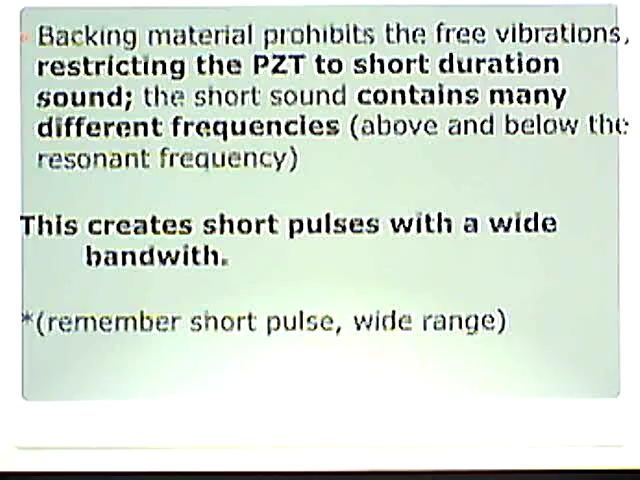 Backing material prohibits the free vibrations,
restricting the PZT to short duration
sound; the short sound contains many
different frequencies (above and below the
resonant frequency)
This creates short pulses with a wide
bandwith.
*(remember short pulse, wide range)